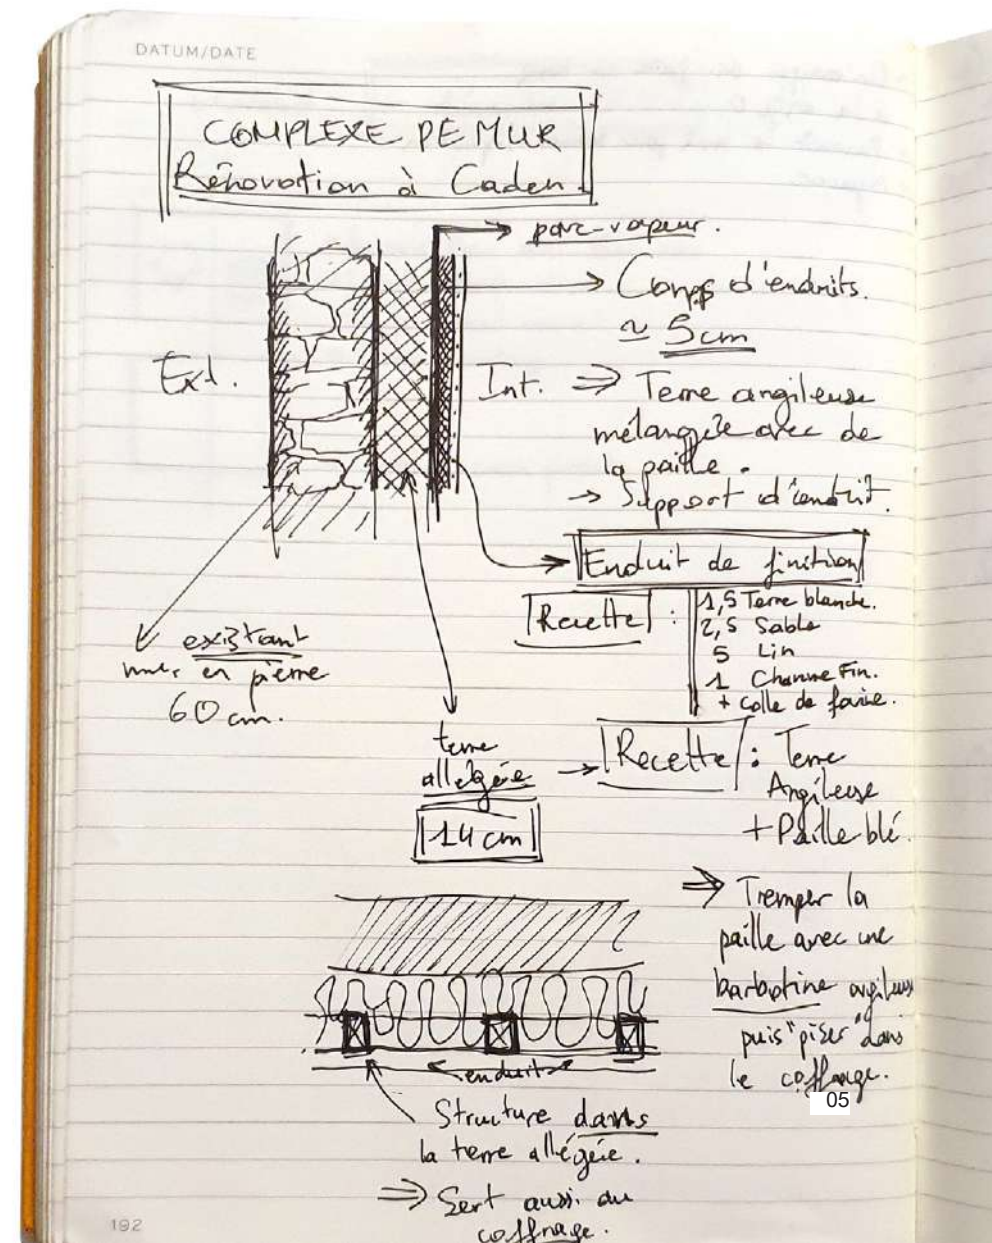 DATUM/DATE
COMPLEXE DE MUR
Rénovation à Caden.
pare-vapeur.
Corps d'enduits.
≃ 5cm
Ext.
Int. ⇒ Terre argileuse
mélangée avec de
la paille.
→ Support d'enduit.
Enduit de finition
Recette :
1,5 Terre blanche.
2,5 Sable
5 Lin
1 Chanvre Fin.
+ colle de farine.
existant
mur en pierre
60 cm.
terre
allégée
14 cm
→ Recette : Terre
Argileuse
+ Paille blé.
⇒ Tremper la
paille avec une
barbotine argileuse
puis "piser" dans
le coffrage.
05
enduit
Structure dans
la terre allégée.
⇒ Sert aussi au
coffrage.
192